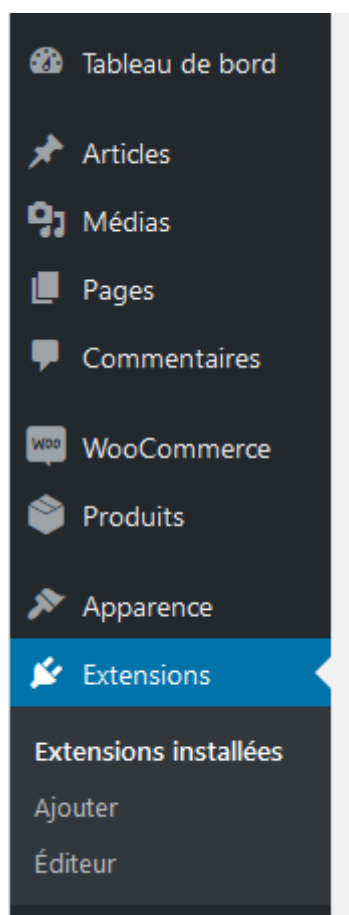 Tableau de bord
Articles
Médias
Pages
Commentaires
Woo WooCommerce
Produits
Apparence
Extensions
Extensions installées
Ajouter
Éditeur